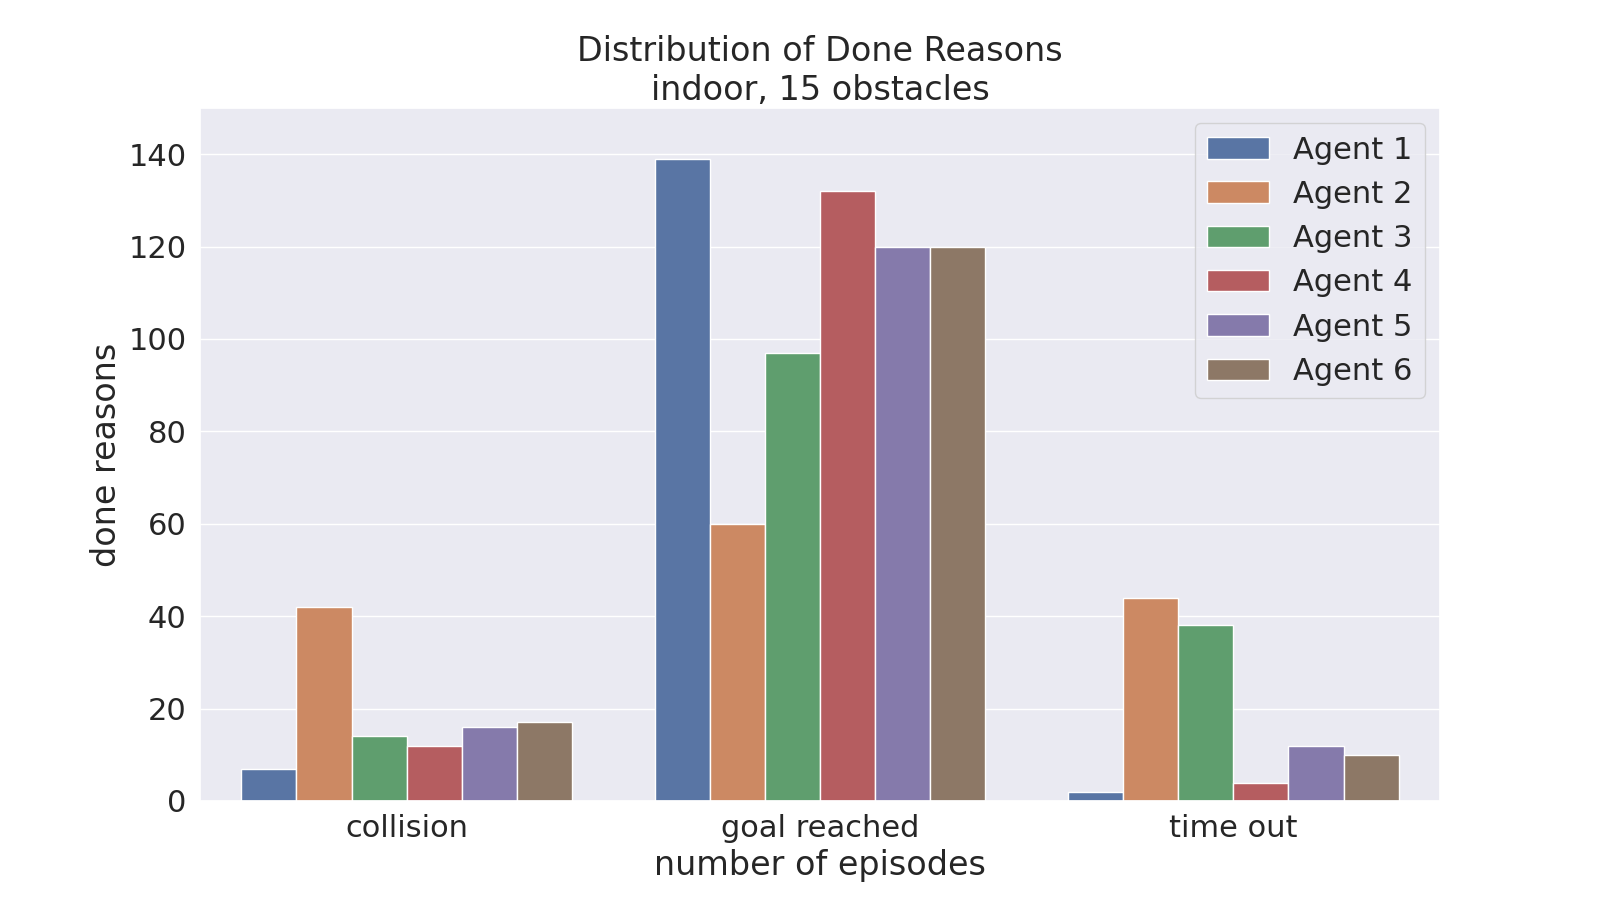 Distribution of Done Reasons
indoor, 15 obstacles
140
120
100
80
60
40
20
0
done reasons
Agent 1
Agent 2
Agent 3
Agent 4
Agent 5
Agent 6
collision
goal reached
time out
number of episodes